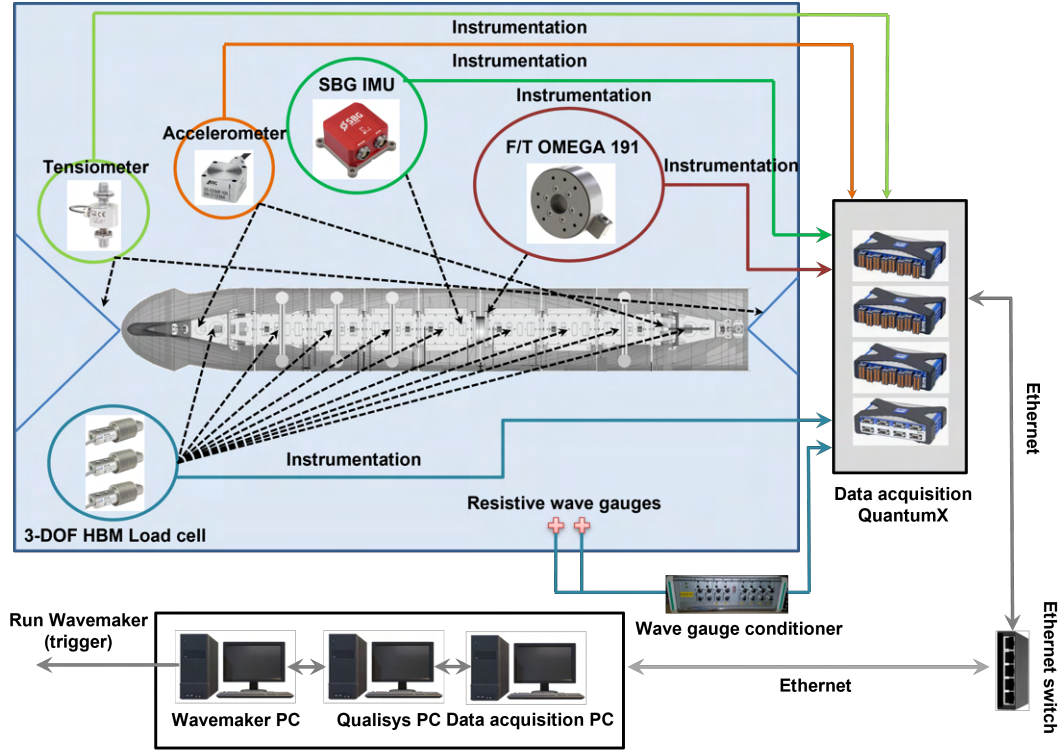 Instrumentation
Instrumentation
SBG IMU
SBG
Instrumentation
Accelerometer
F/T OMEGA 191
Instrumentation
Tensiometer
Instrumentation
3-DOF HBM Load cell
Resistive wave gauges
Data acquisition
QuantumX
Ethernet
Wave gauge conditioner
Run Wavemaker
(trigger)
Wavemaker PC
Qualisys PC
Data acquisition PC
Ethernet
Ethernet switch